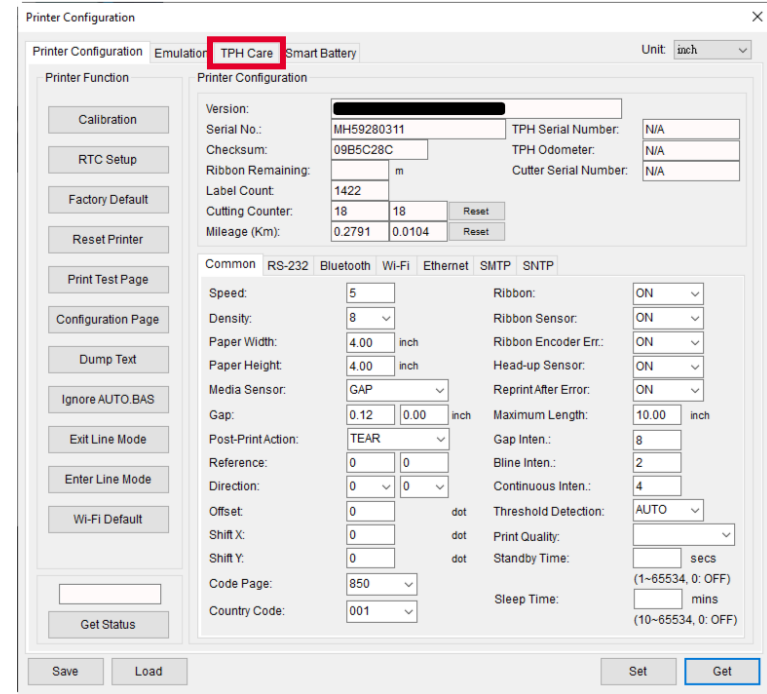 Printer Configuration
Printer Configuration Emulation TPH Care Smart Battery Unit: inch
Printer Function
Calibration
RTC Setup
Factory Default
Reset Printer
Print Test Page
Configuration Page
Dump Text
Ignore AUTO.BAS
Exit Line Mode
Enter Line Mode
Wi-Fi Default
Get Status
Printer Configuration
Version:
Serial No.: MH59280311 TPH Serial Number: N/A
Checksum: 09B5C28C TPH Odometer: N/A
Ribbon Remaining: m Cutter Serial Number: N/A
Label Count: 1422
Cutting Counter: 18 18 Reset
Mileage (Km): 0.2791 0.0104 Reset
Common RS-232 Bluetooth Wi-Fi Ethernet SMTP SNTP
Speed: 5 Ribbon: ON
Density: 8 Ribbon Sensor: ON
Paper Width: 4.00 inch Ribbon Encoder Err.: ON
Paper Height: 4.00 inch Head-up Sensor: ON
Media Sensor: GAP Reprint After Error: ON
Gap: 0.12 0.00 inch Maximum Length: 10.00 inch
Post-Print Action: TEAR Gap Inten.: 8
Reference: 0 0 Bline Inten.: 2
Direction: 0 0 Continuous Inten.: 4
Offset: 0 dot Threshold Detection: AUTO
Shift X: 0 dot Print Quality:
Shift Y: 0 dot Standby Time: secs
(1~65534, 0: OFF)
Code Page: 850
Sleep Time: mins
Country Code: 001
(10~65534, 0: OFF)
Save Load Set Get